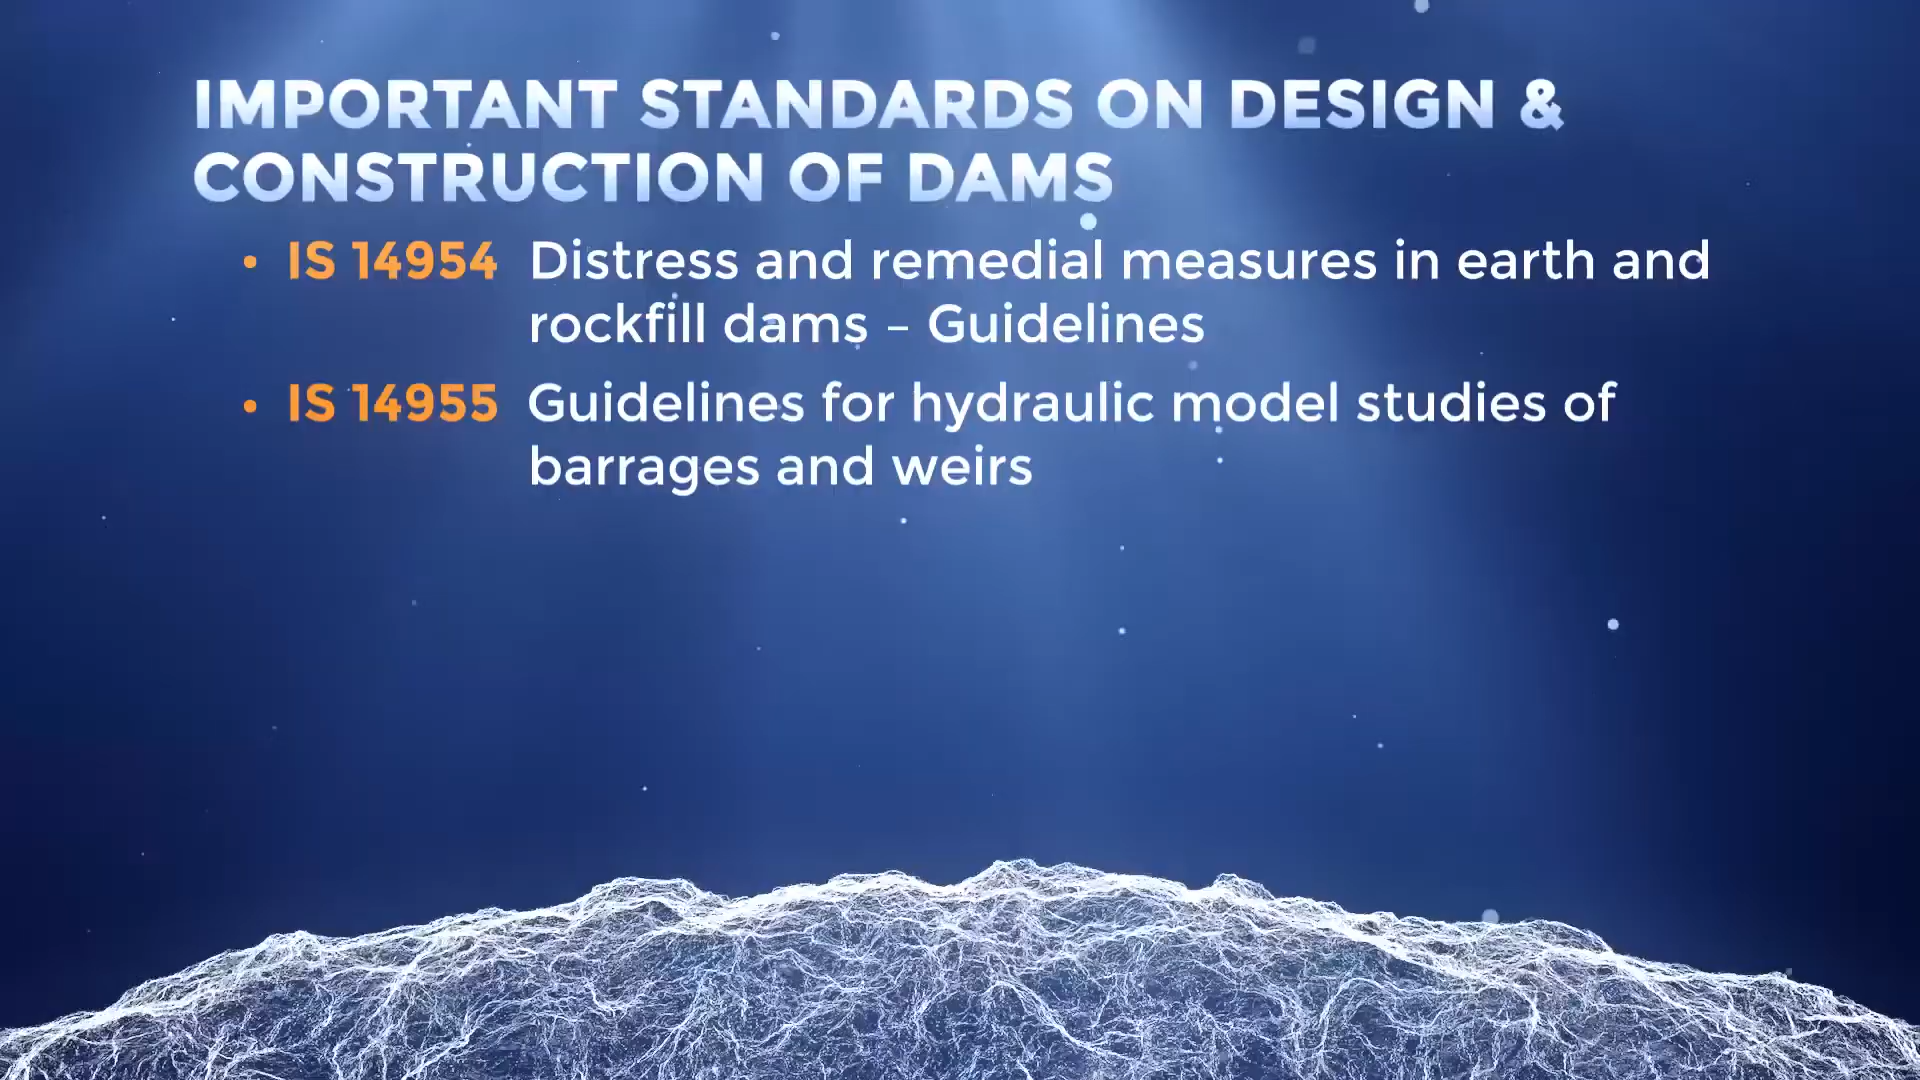 IMPORTANT STANDARDS ON DESIGN &
CONSTRUCTION OF DAMS
• IS 14954 Distress and remedial measures in earth and
rockfill dams – Guidelines
• IS 14955 Guidelines for hydraulic model studies of
barrages and weirs